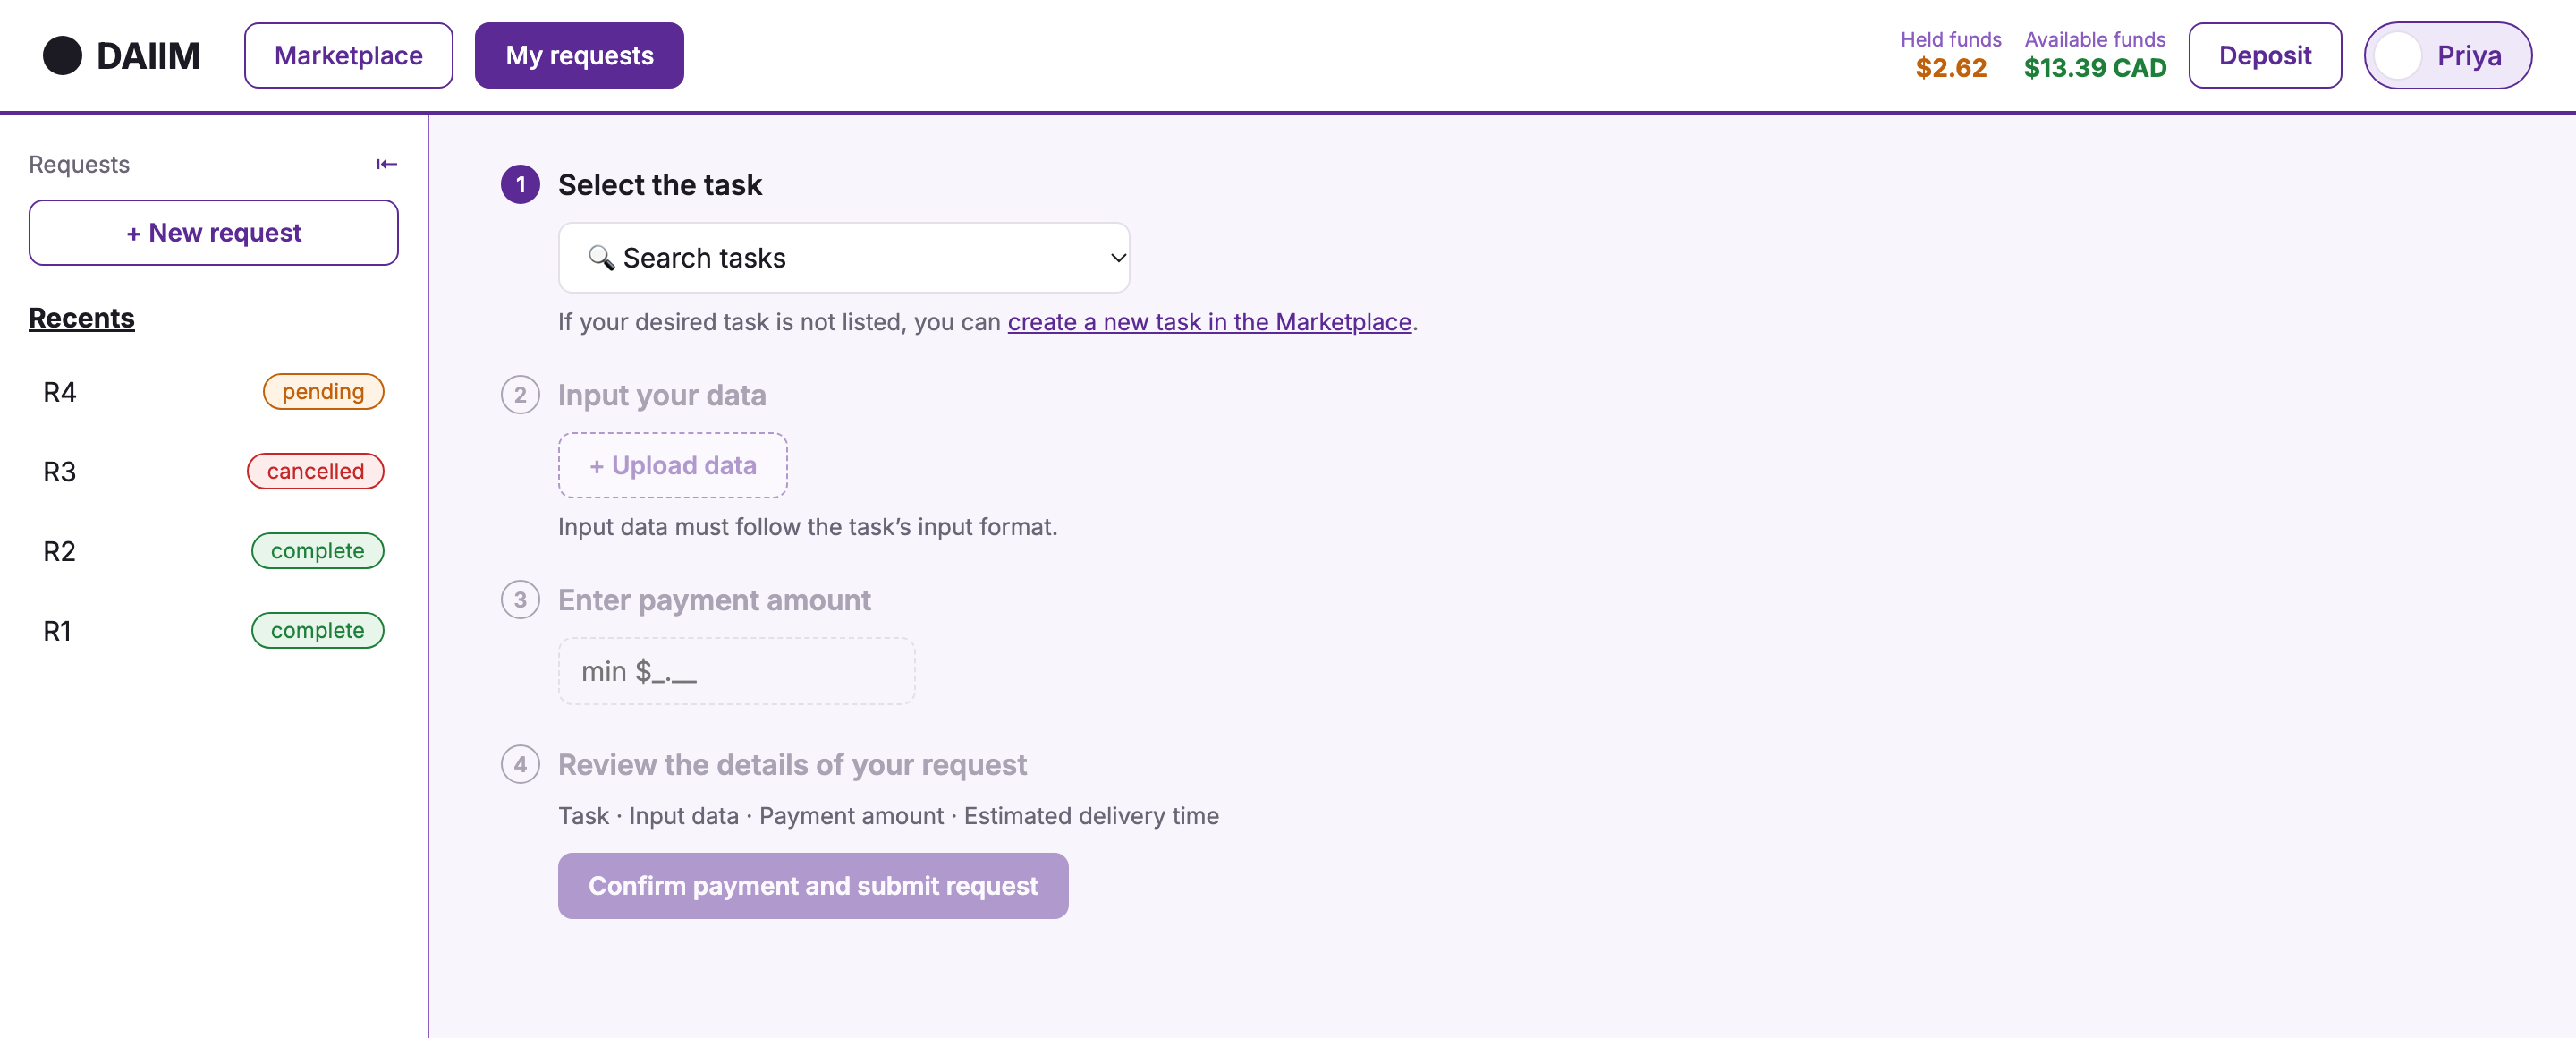 DAIIM
Marketplace
My requests
Held funds
$2.62
Available funds
$13.39 CAD
Deposit
Priya
Requests
+ New request
Recents
R4 pending
R3 cancelled
R2 complete
R1 complete
1 Select the task
Search tasks
If your desired task is not listed, you can create a new task in the Marketplace.
2 Input your data
+ Upload data
Input data must follow the task’s input format.
3 Enter payment amount
min $_.__
4 Review the details of your request
Task · Input data · Payment amount · Estimated delivery time
Confirm payment and submit request